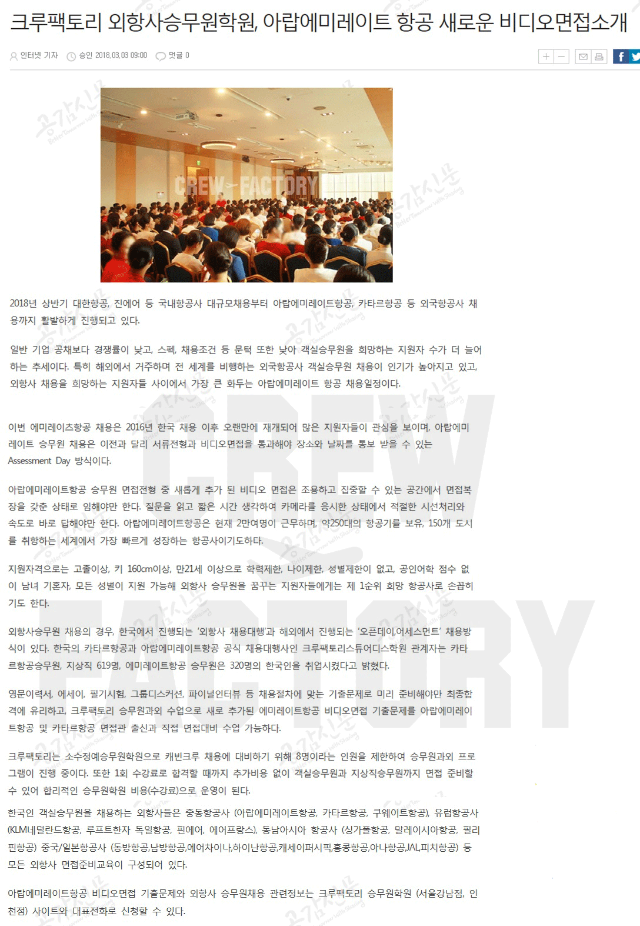 크루팩토리 외항사승무원학원, 아랍에미레이트 항공 새로운 비디오면접소개
인터넷 기자 승인 2018.03.03 09:00 댓글 0
CREW FACTORY
2018년 상반기 대한항공, 진에어 등 국내항공사 대규모채용부터 아랍에미레이트항공, 카타르항공 등 외국항공사 채
용까지 활발하게 진행되고 있다.
일반 기업 공채보다 경쟁률이 낮고, 스펙, 채용조건 등 문턱 또한 낮아 객실승무원을 희망하는 지원자 수가 더 늘어
하는 추세이다. 특히 해외에서 거주하며 전 세계를 비행하는 외국항공사 객실승무원 채용이 인기가 높아지고 있고,
외항사 채용을 희망하는 지원자들 사이에서 가장 큰 화두는 아랍에미레이트 항공 채용일정이다.
이번 에미레이즈항공 채용은 2016년 한국 채용 이후 오랜만에 재개되어 많은 지원자들이 관심을 보이며, 아랍에미
레이트 승무원 채용은 이전과 달리 서류전형과 비디오면접을 통과해야 장소와 날짜를 통보 받을 수 있는
Assessment Day 방식이다.
아랍에미레이트항공 승무원 면접전형 중 새롭게 추가 된 비디오 면접은 조용하고 집중할 수 있는 공간에서 면접복
장을 갖춘 상태로 임해야만 한다. 질문을 읽고 짧은 시간 생각하여 카메라를 응시한 상태에서 적절한 시선처리와
속도로 바로 답해야만 한다. 아랍에미레이트항공은 현재 2만여명이 근무하며, 약250대의 항공기를 보유, 150개 도시
를 취항하는 세계에서 가장 빠르게 성장하는 항공사이기도하다.
지원자격으로는 고졸이상, 키 160cm이상, 만21세 이상으로 학력제한, 나이제한, 성별제한이 없고, 공인어학 점수 없
이 남녀 기혼자, 모든 성별이 지원 가능해 외항사 승무원을 꿈꾸는 지원자들에게는 제 1순위 희망 항공사로 손꼽히
기도 한다.
외항사승무원 채용의 경우, 한국에서 진행되는 '외항사 채용대행'과 해외에서 진행되는 '오픈데이,어세스먼트' 채용방
식이 있다. 한국의 카타르항공과 아랍에미레이트항공 공식 채용대행사인 크루팩토리스튜어디스학원 관계자는 카타
르항공승무원, 지상직 619명, 에미레이트항공 승무원은 320명의 한국인을 취업시켰다고 밝혔다.
영문이력서, 에세이, 필기시험, 그룹디스커션, 파이널인터뷰 등 채용절차에 맞는 기출문제로 미리 준비해야만 최종합
격에 유리하고, 크루팩토리 승무원과외 수업으로 새로 추가된 에미레이트항공 비디오면접 기출문제를 아랍에미레이
트항공 및 카타르항공 면접관 출신과 직접 면접대비 수업 가능하다.
크루팩토리는 소수정예승무원학원으로 캐빈크루 채용에 대비하기 위해 8명이라는 인원을 제한하여 승무원과외 프로
그램이 진행 중이다. 또한 1회 수강료로 합격할 때까지 추가비용 없이 객실승무원과 지상직승무원까지 면접 준비할
수 있어 합리적인 승무원학원 비용(수강료)으로 운영이 된다.
한국인 객실승무원을 채용하는 외항사들은 중동항공사 (아랍에미레이트항공, 카타르항공, 쿠웨이트항공), 유럽항공사
(KLM네덜란드항공, 루프트한자 독일항공, 핀에어, 에어프랑스), 동남아시아 항공사 (싱가폴항공, 말레이시아항공, 필리
핀항공) 중국/일본항공사 (동방항공,남방항공,에어차이나,하이난항공,캐세이퍼시픽,홍콩항공,아나항공,JAL,피치항공) 등
모든 외항사 면접준비교육이 구성되어 있다.
아랍에미레이트항공 비디오면접 기출문제와 외항사 승무원채용 관련정보는 크루팩토리 승무원학원 (서울강남점, 인
천점) 사이트와 대표전화로 신청할 수 있다.
CREW
FACTORY
공감신문